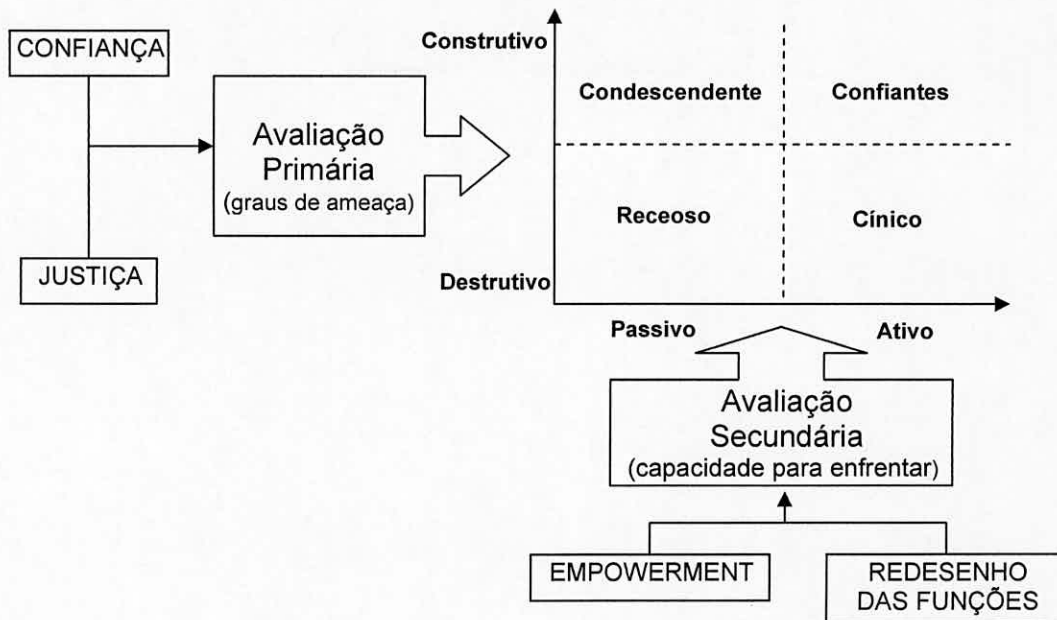 CONFIANÇA
JUSTIÇA
Avaliação
Primária
(graus de ameaça)
Construtivo
Destrutivo
Condescendente
Confiantes
Receoso
Cínico
Passivo
Ativo
Avaliação
Secundária
(capacidade para enfrentar)
EMPOWERMENT
REDESENHO
DAS FUNÇÕES